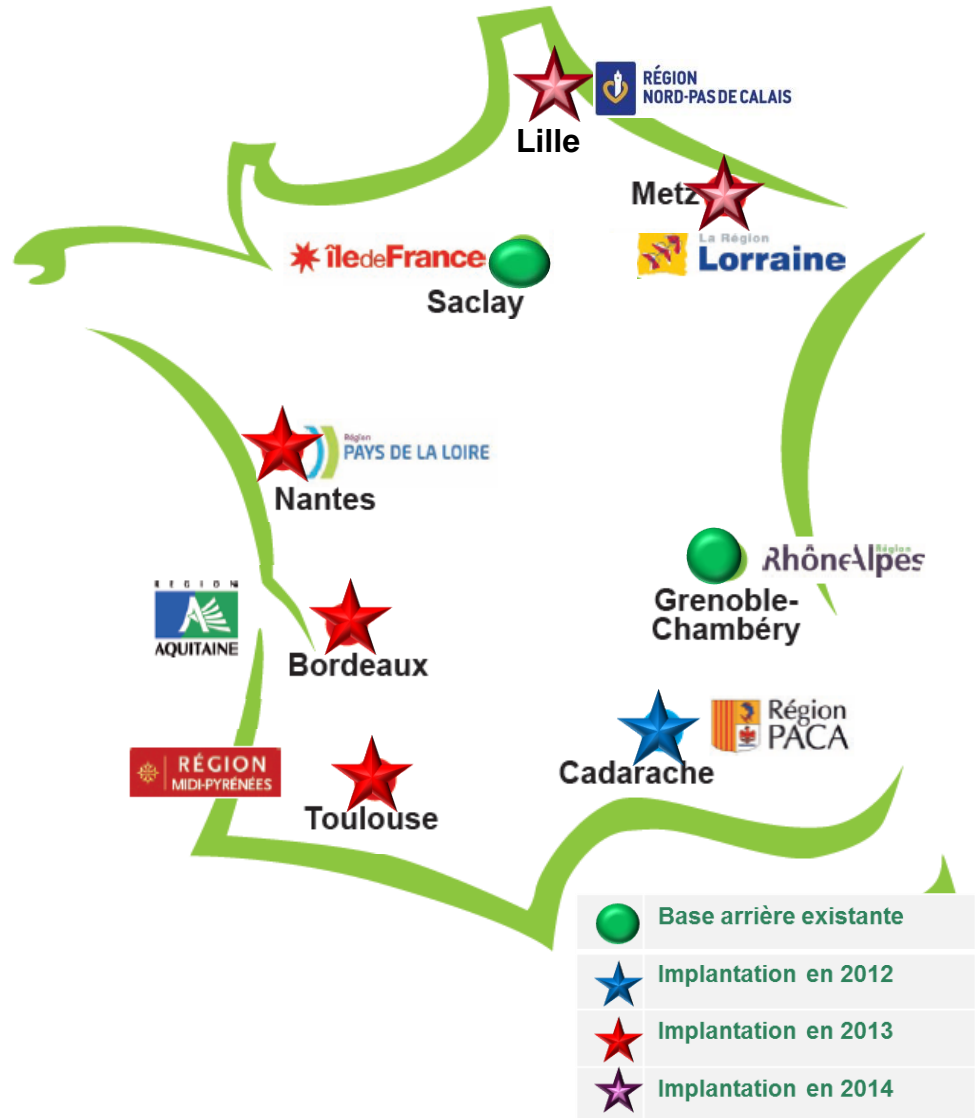 RÉGION
NORD-PAS DE CALAIS
Lille
Metz
La Région
Lorraine
îledeFrance
Saclay
Région
PAYS DE LA LOIRE
Nantes
Région
RhôneAlpes
Grenoble-
Chambéry
REGION
AQUITAINE
Bordeaux
Région
PACA
Cadarache
RÉGION
MIDI-PYRÉNÉES
Toulouse
Base arrière existante
Implantation en 2012
Implantation en 2013
Implantation en 2014